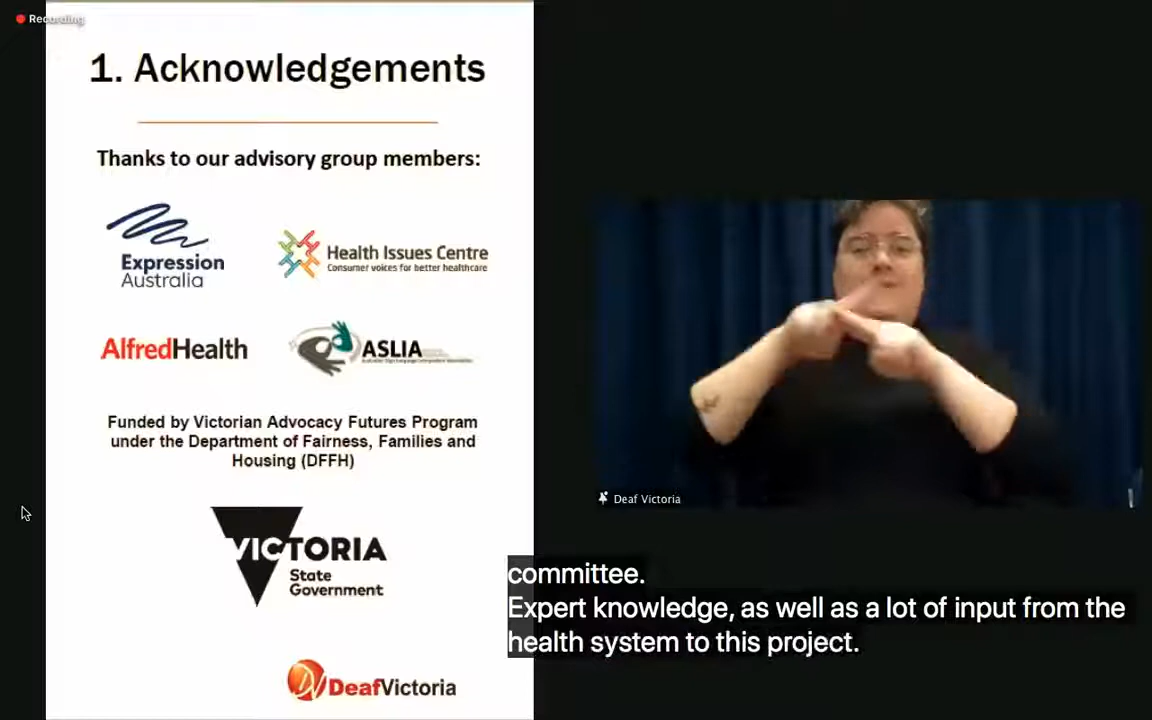 Recording
1. Acknowledgements
Thanks to our advisory group members:
Expression
Australia
Health Issues Centre
Consumer voices for better healthcare
AlfredHealth
ASLIA
Funded by Victorian Advocacy Futures Program
under the Department of Fairness, Families and
Housing (DFFH)
VICTORIA
State
Government
DeafVictoria
Deaf Victoria
committee.
Expert knowledge, as well as a lot of input from the
health system to this project.